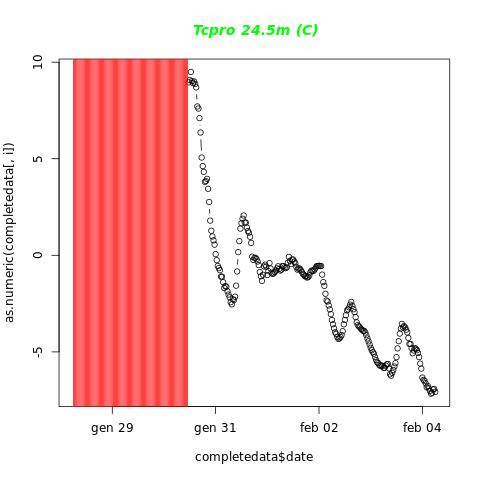 Tcpro 24.5m (C)
as.numeric(completedata[, i])
10
5
0
-5
gen 29
gen 31
feb 02
feb 04
completedata$date